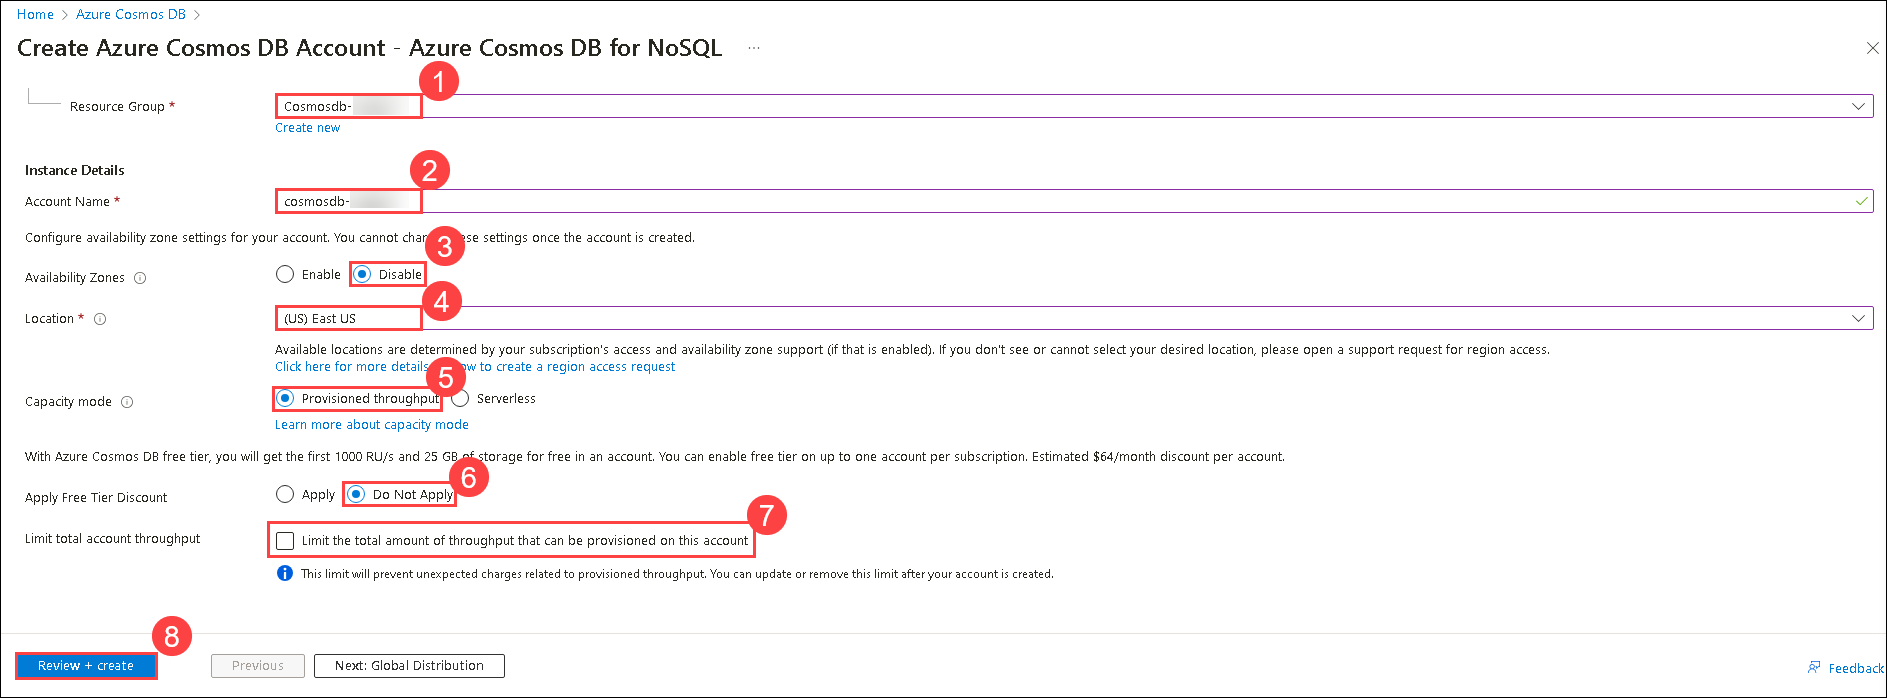 Home > Azure Cosmos DB >
Create Azure Cosmos DB Account - Azure Cosmos DB for NoSQL ...
1
Resource Group * Cosmosdb-
Create new
Instance Details
2
Account Name * cosmosdb-
Configure availability zone settings for your account. You cannot these settings once the account is created.
3
Availability Zones Enable Disable
4
Location * (US) East US
Available locations are determined by your subscription's access and availability zone support (if that is enabled). If you don't see or cannot select your desired location, please open a support request for region access.
Click here for more details to create a region access request
5
Capacity mode Provisioned throughput Serverless
Learn more about capacity mode
With Azure Cosmos DB free tier, you will get the first 1000 RU/s and 25 GB of storage for free in an account. You can enable free tier on up to one account per subscription. Estimated $64/month discount per account.
6
Apply Free Tier Discount Apply Do Not Apply
7
Limit total account throughput Limit the total amount of throughput that can be provisioned on this account
This limit will prevent unexpected charges related to provisioned throughput. You can update or remove this limit after your account is created.
8
Review + create Previous Next: Global Distribution Feedback